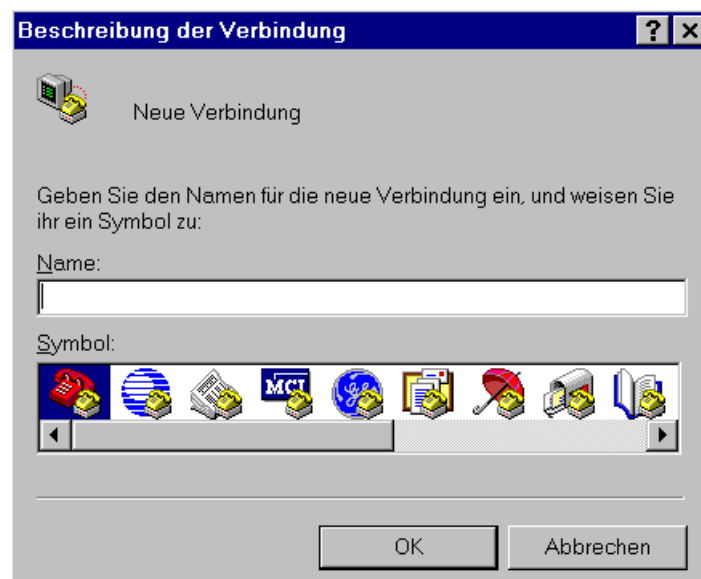 Beschreibung der Verbindung
Neue Verbindung
Geben Sie den Namen für die neue Verbindung ein, und weisen Sie
ihr ein Symbol zu:
Name:
Symbol:
MCI
OK
Abbrechen